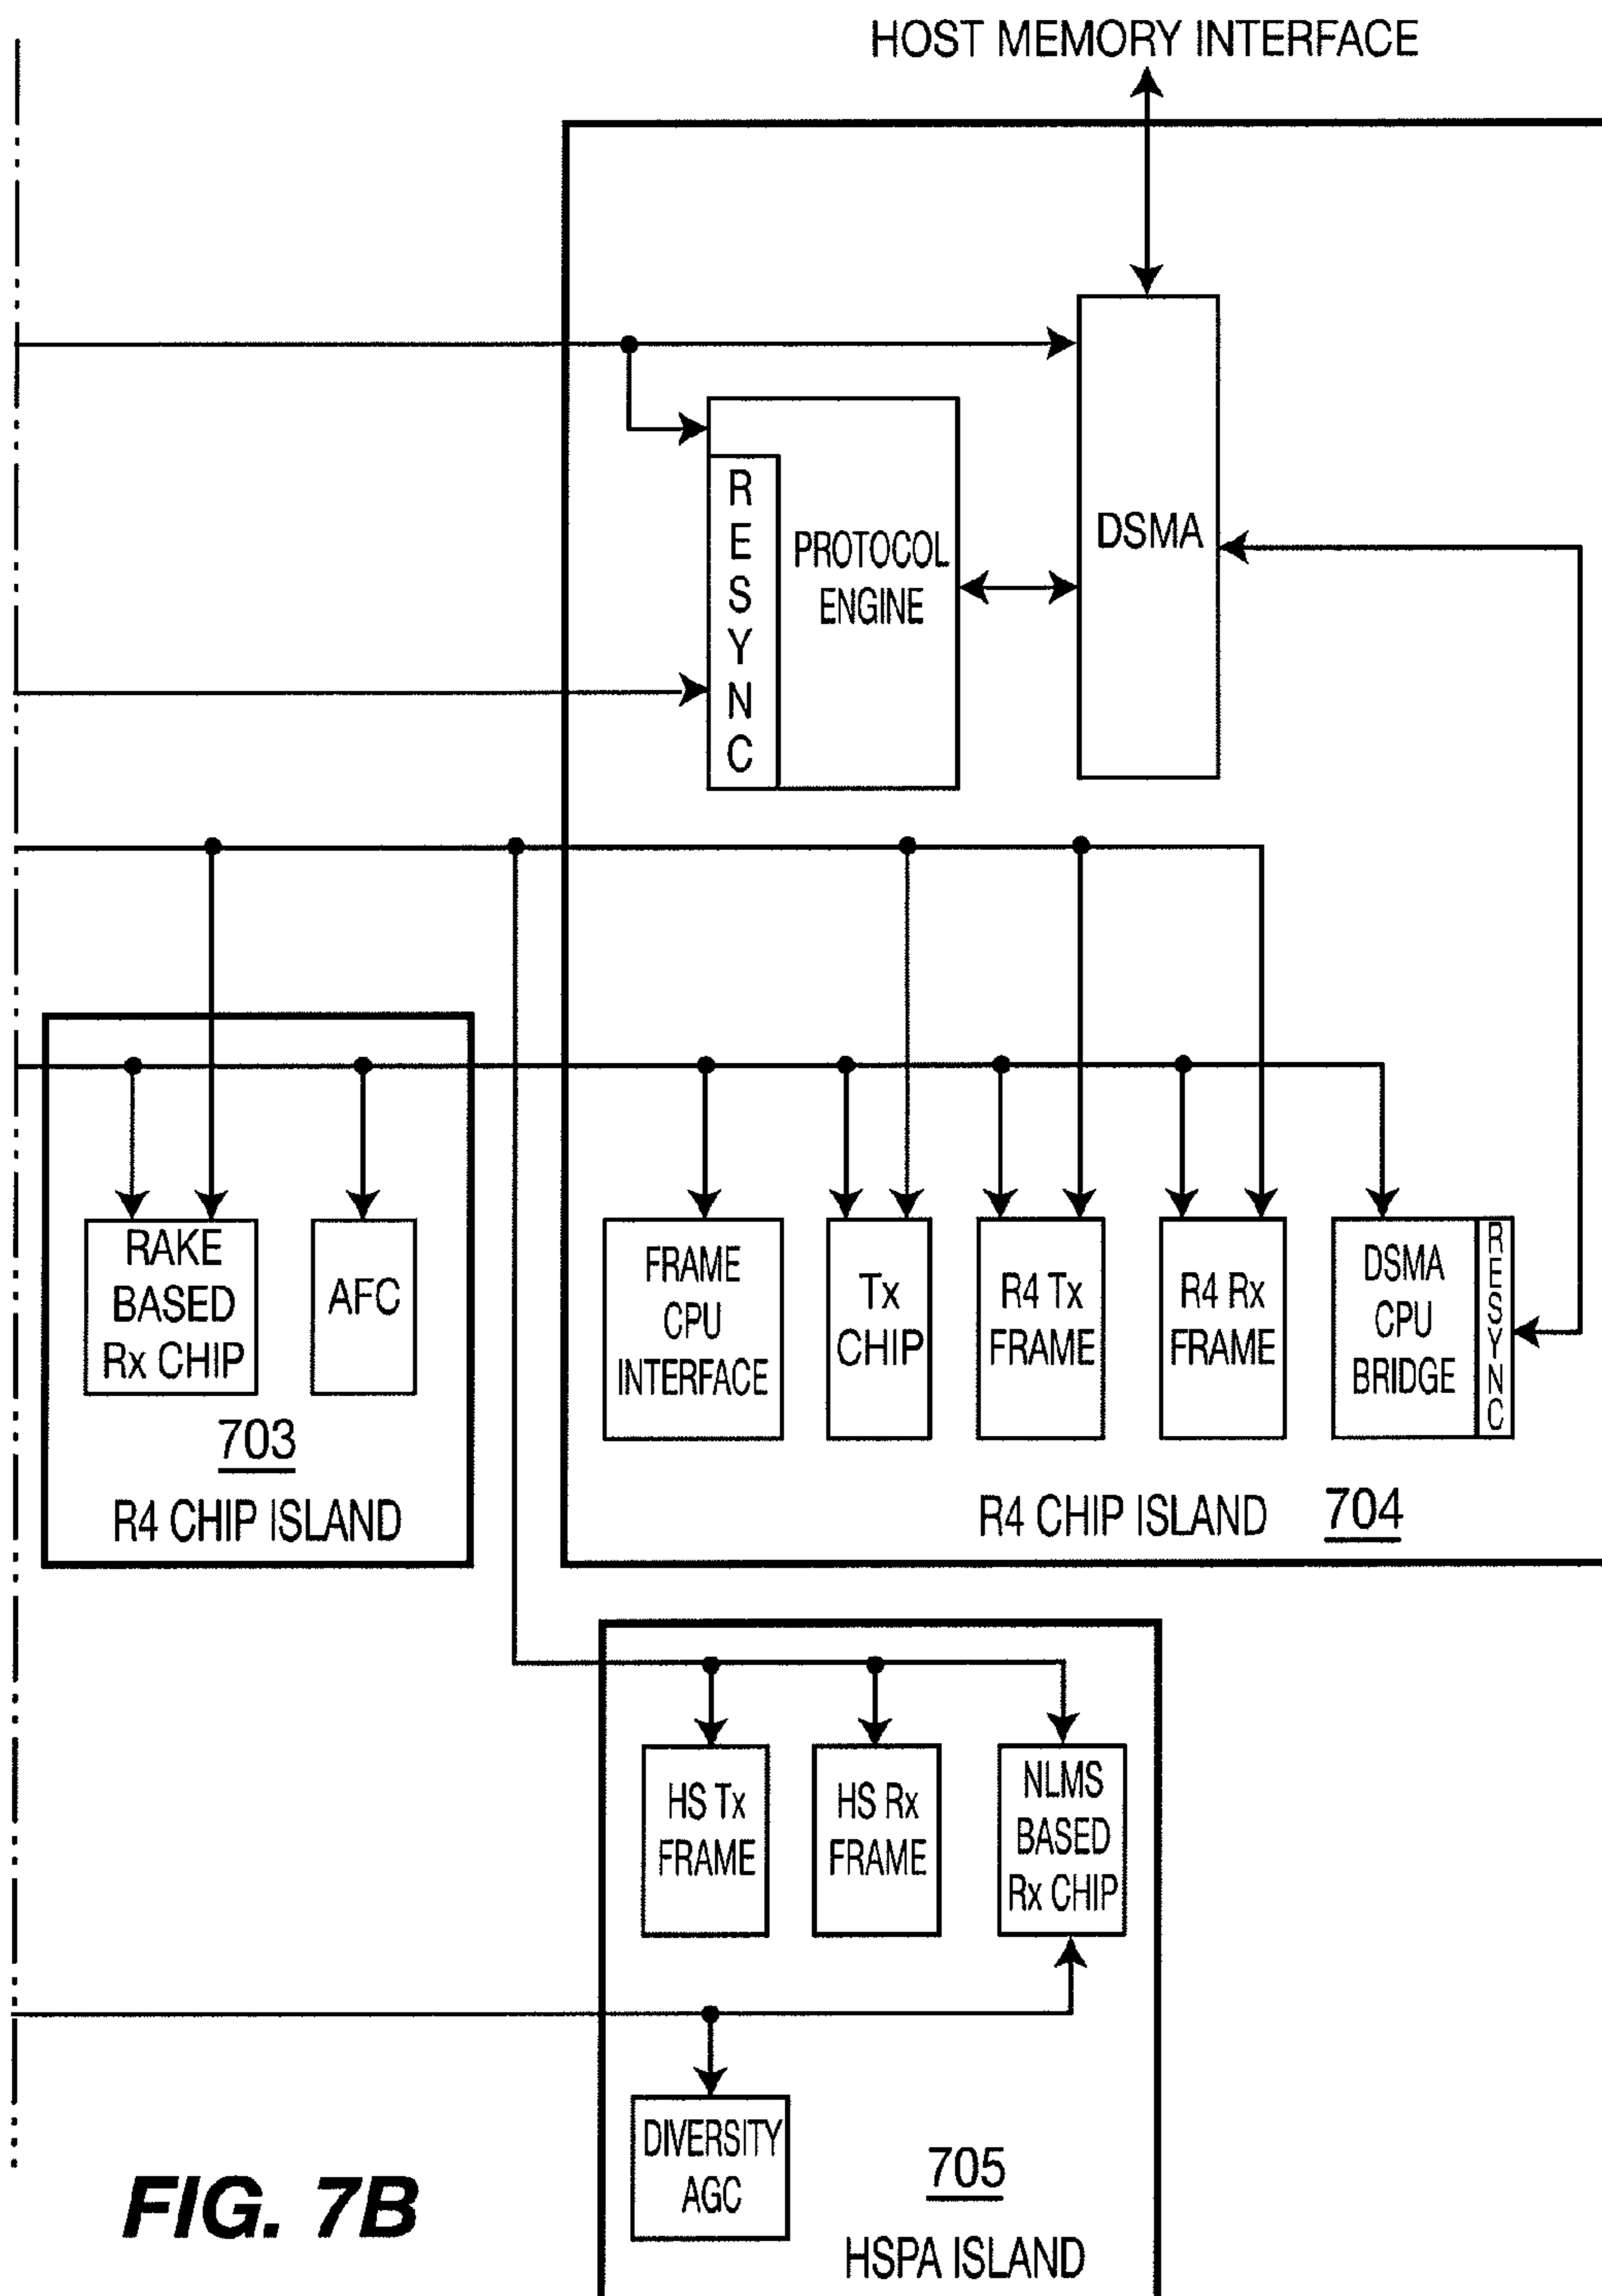 HOST MEMORY INTERFACE
RESYNC
PROTOCOL
ENGINE
DSMA
RAKE
BASED
Rx CHIP
AFC
703
R4 CHIP ISLAND
FRAME
CPU
INTERFACE
Tx
CHIP
R4 Tx
FRAME
R4 Rx
FRAME
DSMA
CPU
BRIDGE
RESYNC
R4 CHIP ISLAND 704
HS Tx
FRAME
HS Rx
FRAME
NLMS
BASED
Rx CHIP
DIVERSITY
AGC
705
HSPA ISLAND
FIG. 7B